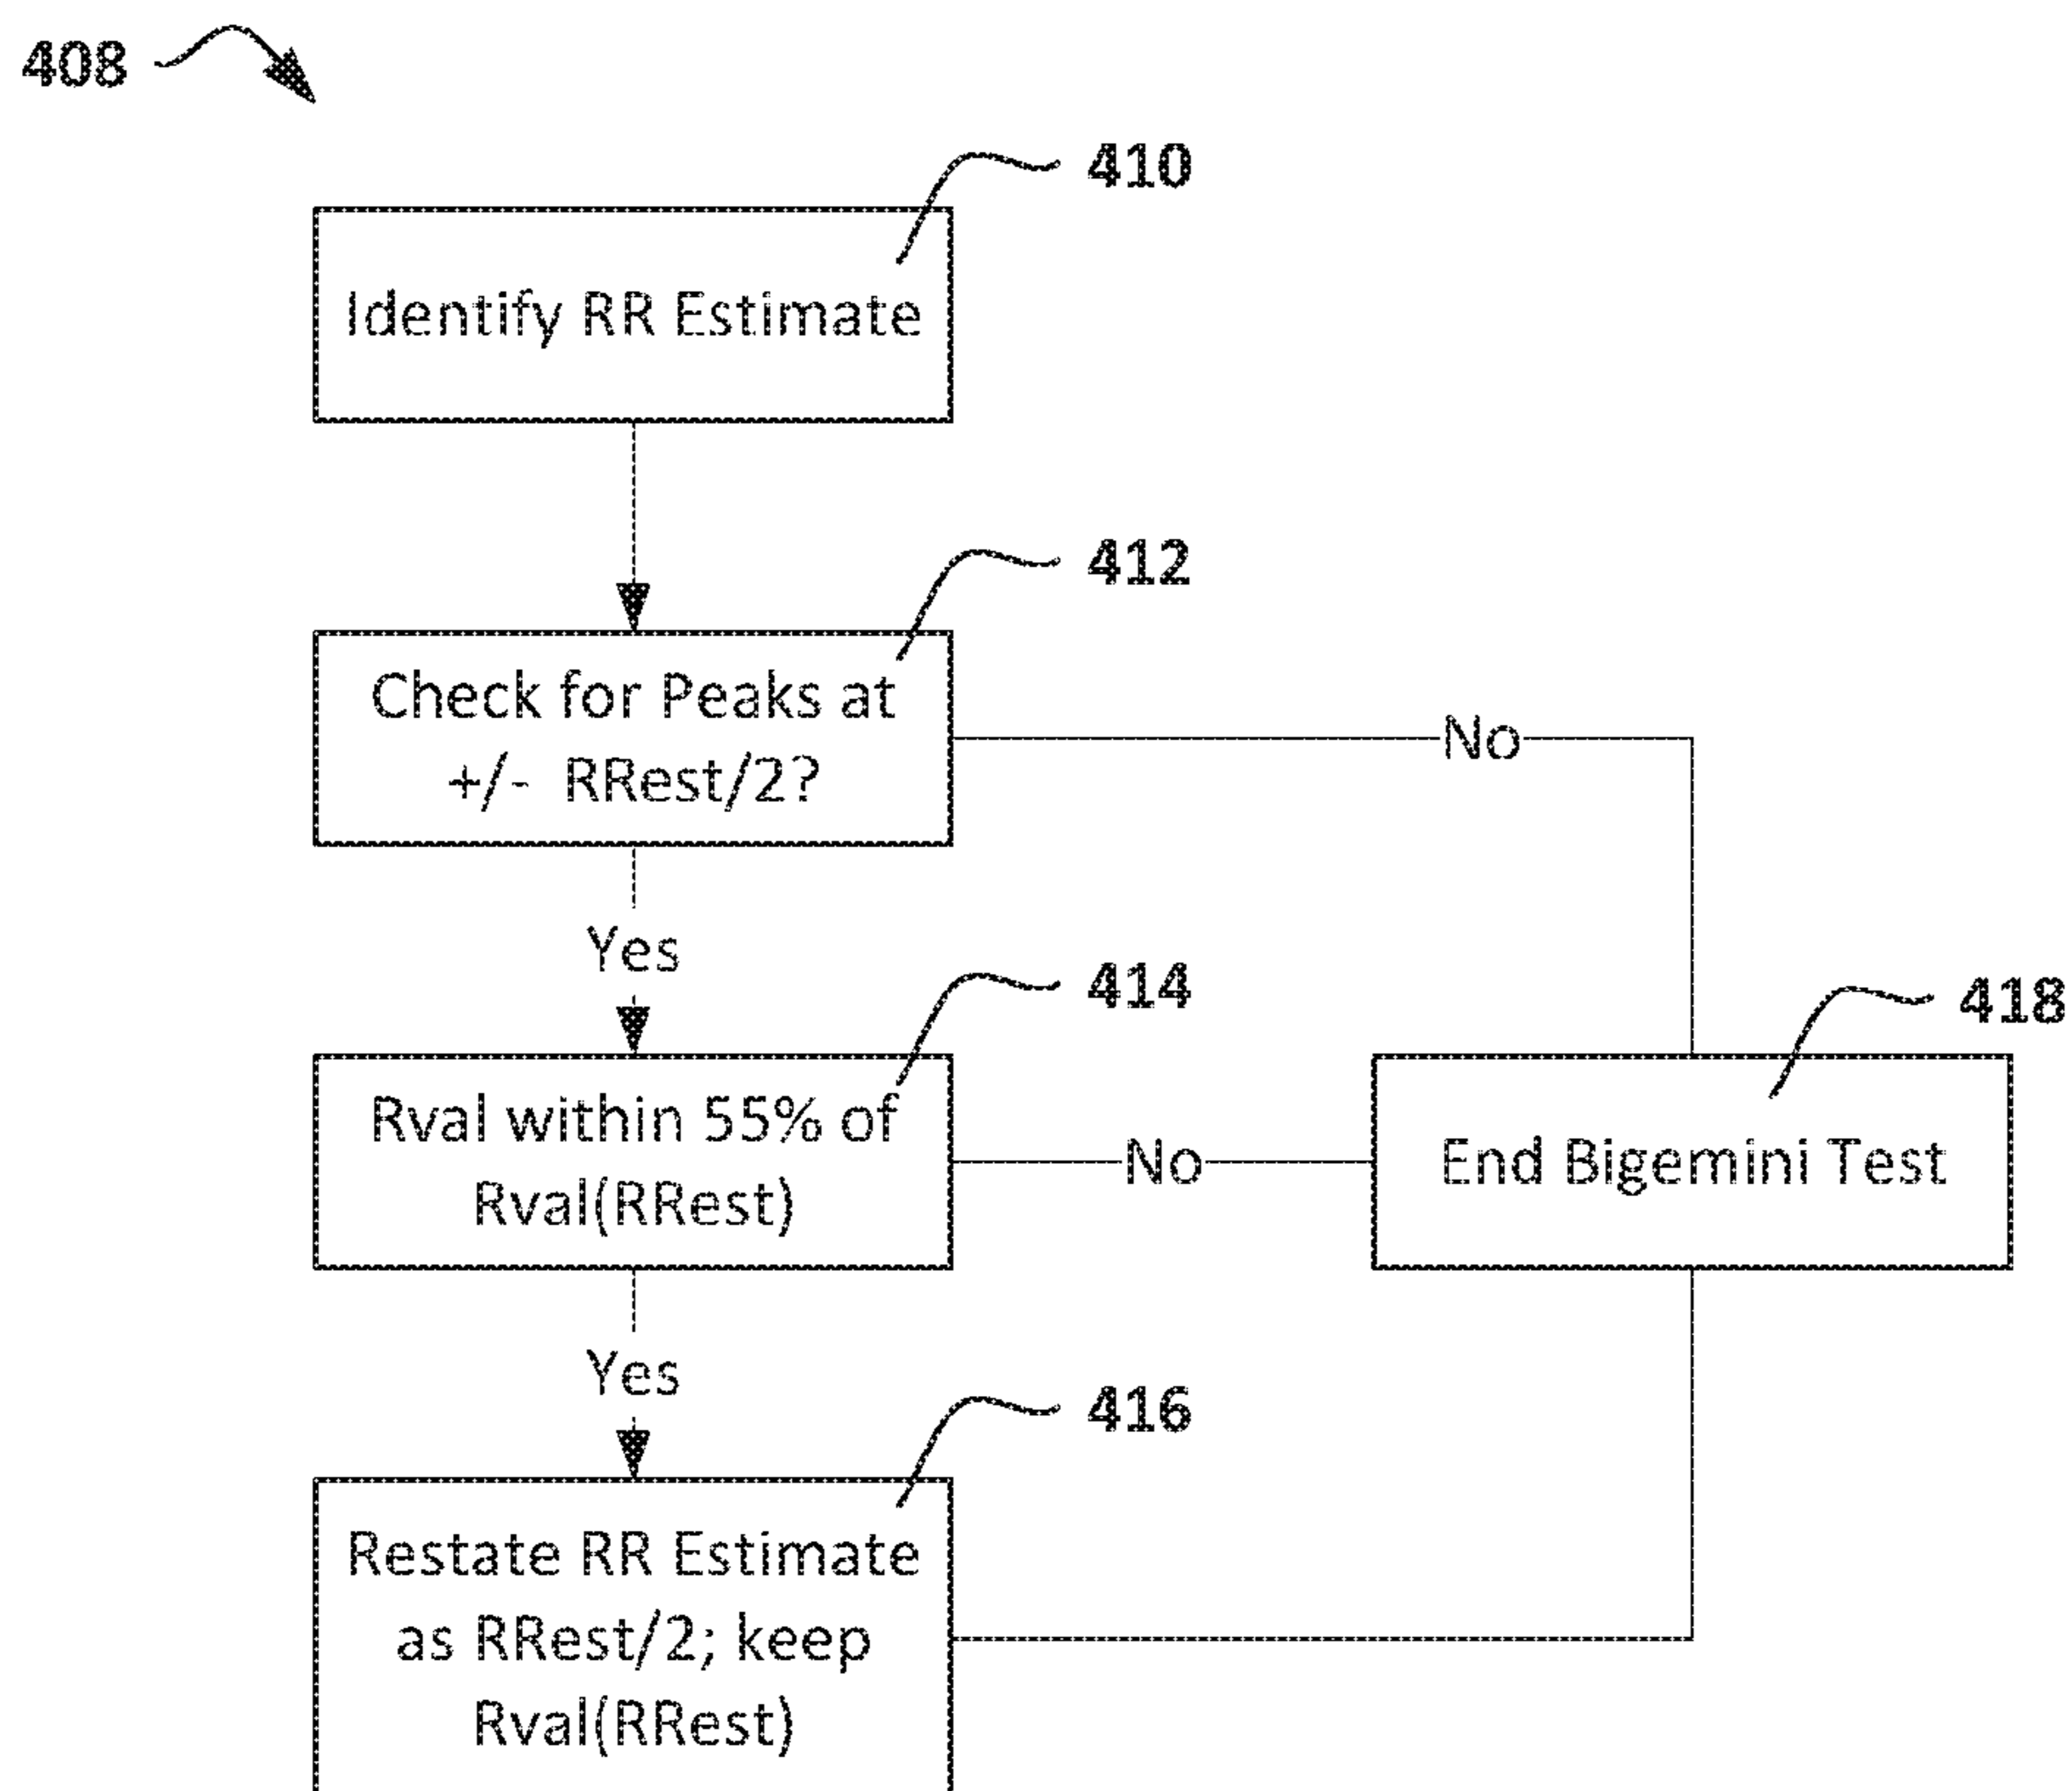 408
410
Identify RR Estimate
412
Check for Peaks at
+/- RRest/2?
No
Yes
414
418
Rval within 55% of
Rval(RRest)
No
End Bigemini Test
Yes
416
Restate RR Estimate
as RRest/2; keep
Rval(RRest)